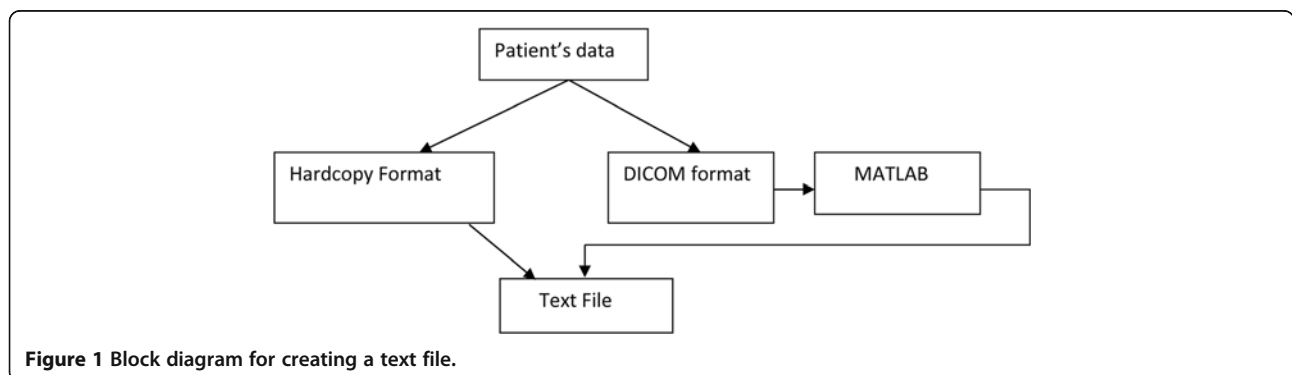 Patient’s data
Hardcopy Format
DICOM format
MATLAB
Text File
Figure 1 Block diagram for creating a text file.